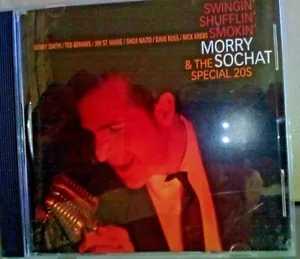 SWINGIN'
SHUFFLIN'
SMOKIN'
KENNY SMITH / TED BERANIS / JIM ST. MARIE / SHOJI NAITO / DAVE ROSS / NICK KREBS
MORRY
& THE SOCHAT
SPECIAL 20S